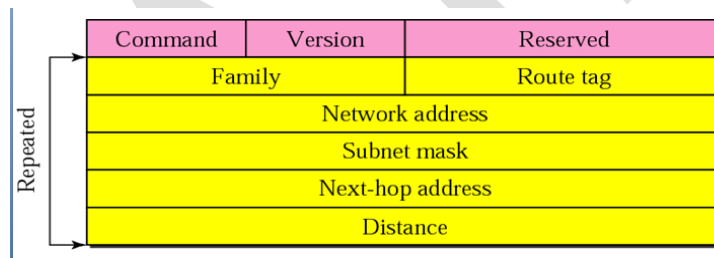 Command Version Reserved
Family Route tag
Network address
Subnet mask
Next-hop address
Distance
Repeated